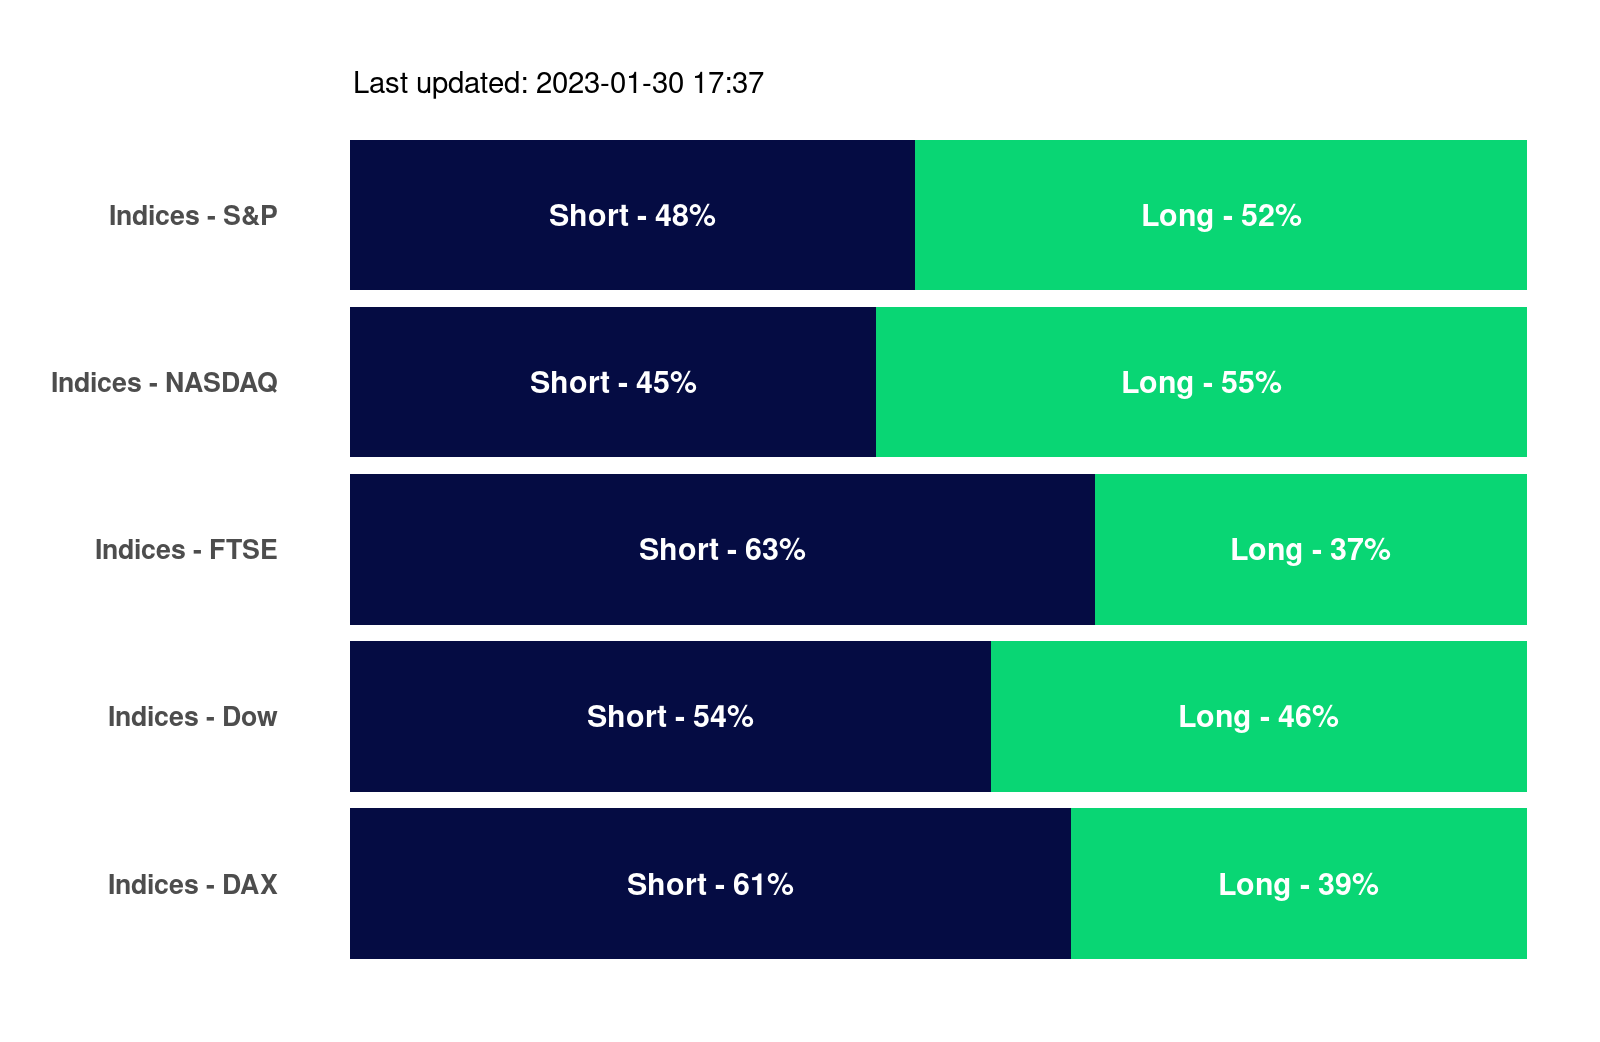 Last updated: 2023-01-30 17:37
Indices - S&P Short - 48% Long - 52%
Indices - NASDAQ Short - 45% Long - 55%
Indices - FTSE Short - 63% Long - 37%
Indices - Dow Short - 54% Long - 46%
Indices - DAX Short - 61% Long - 39%